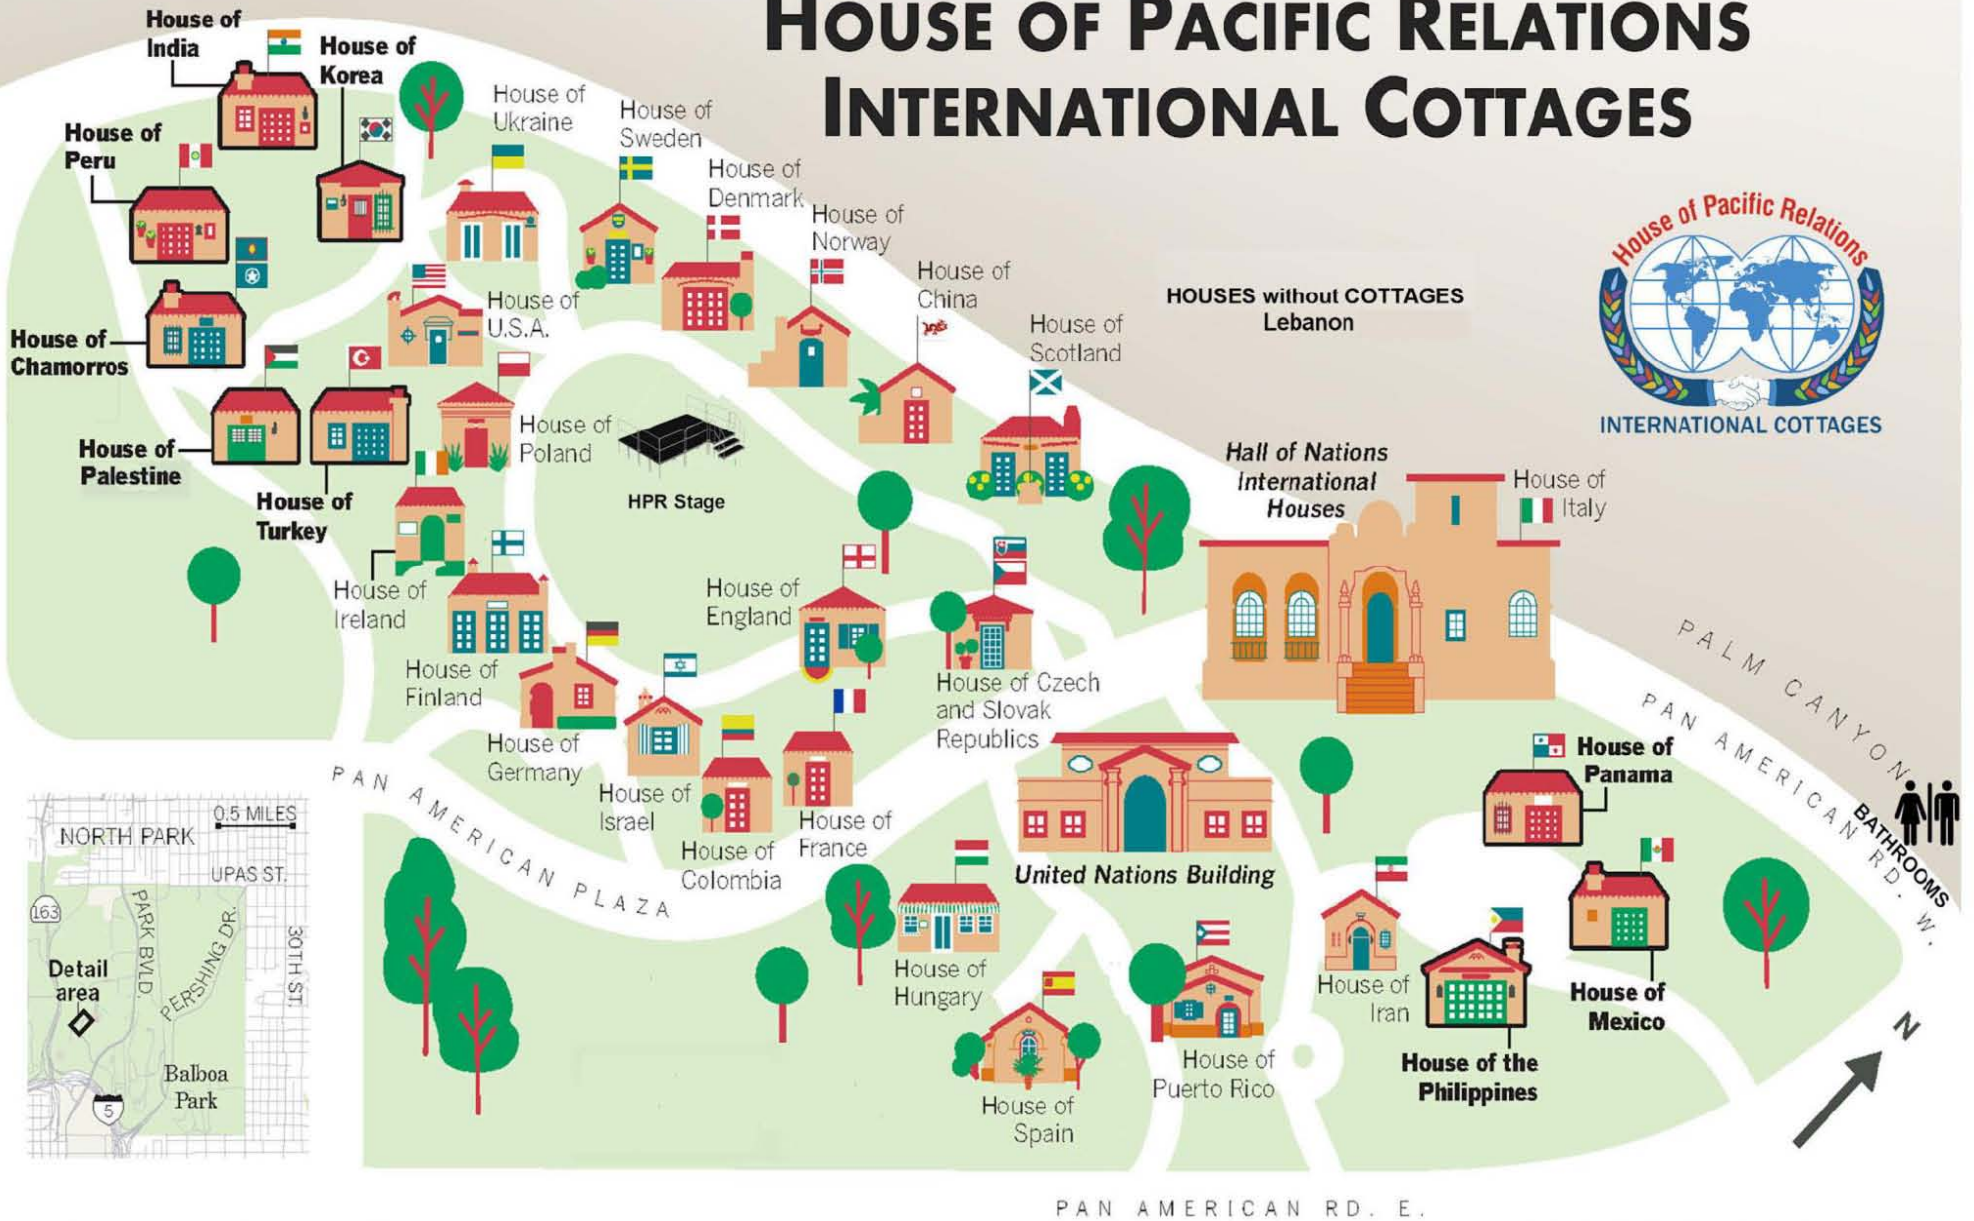 HOUSE OF PACIFIC RELATIONS
INTERNATIONAL COTTAGES
House of
India
House of
Korea
House of
Peru
House of
Ukraine
House of
Sweden
House of
Denmark
House of
Norway
House of
China
House of
Scotland
HOUSES without COTTAGES
Lebanon
House of Pacific Relations
INTERNATIONAL COTTAGES
House of
Chamorros
House of
U.S.A.
House of
Palestine
House of
Turkey
House of
Poland
HPR Stage
Hall of Nations
International
Houses
House of
Italy
House of
Ireland
House of
Finland
House of
England
House of Czech
and Slovak
Republics
House of
Germany
House of
Israel
House of
Colombia
House of
France
PALM CANYON
PAN AMERICAN RD. W.
BATHROOMS
House of
Panama
PAN AMERICAN PLAZA
United Nations Building
House of
Hungary
House of
Spain
House of
Puerto Rico
House of
Iran
House of the
Philippines
House of
Mexico
N
0.5 MILES
NORTH PARK
UPAS ST.
163
PARK BVLD.
PERSHING DR.
30TH ST.
Detail
area
Balboa
Park
5
PAN AMERICAN RD. E.